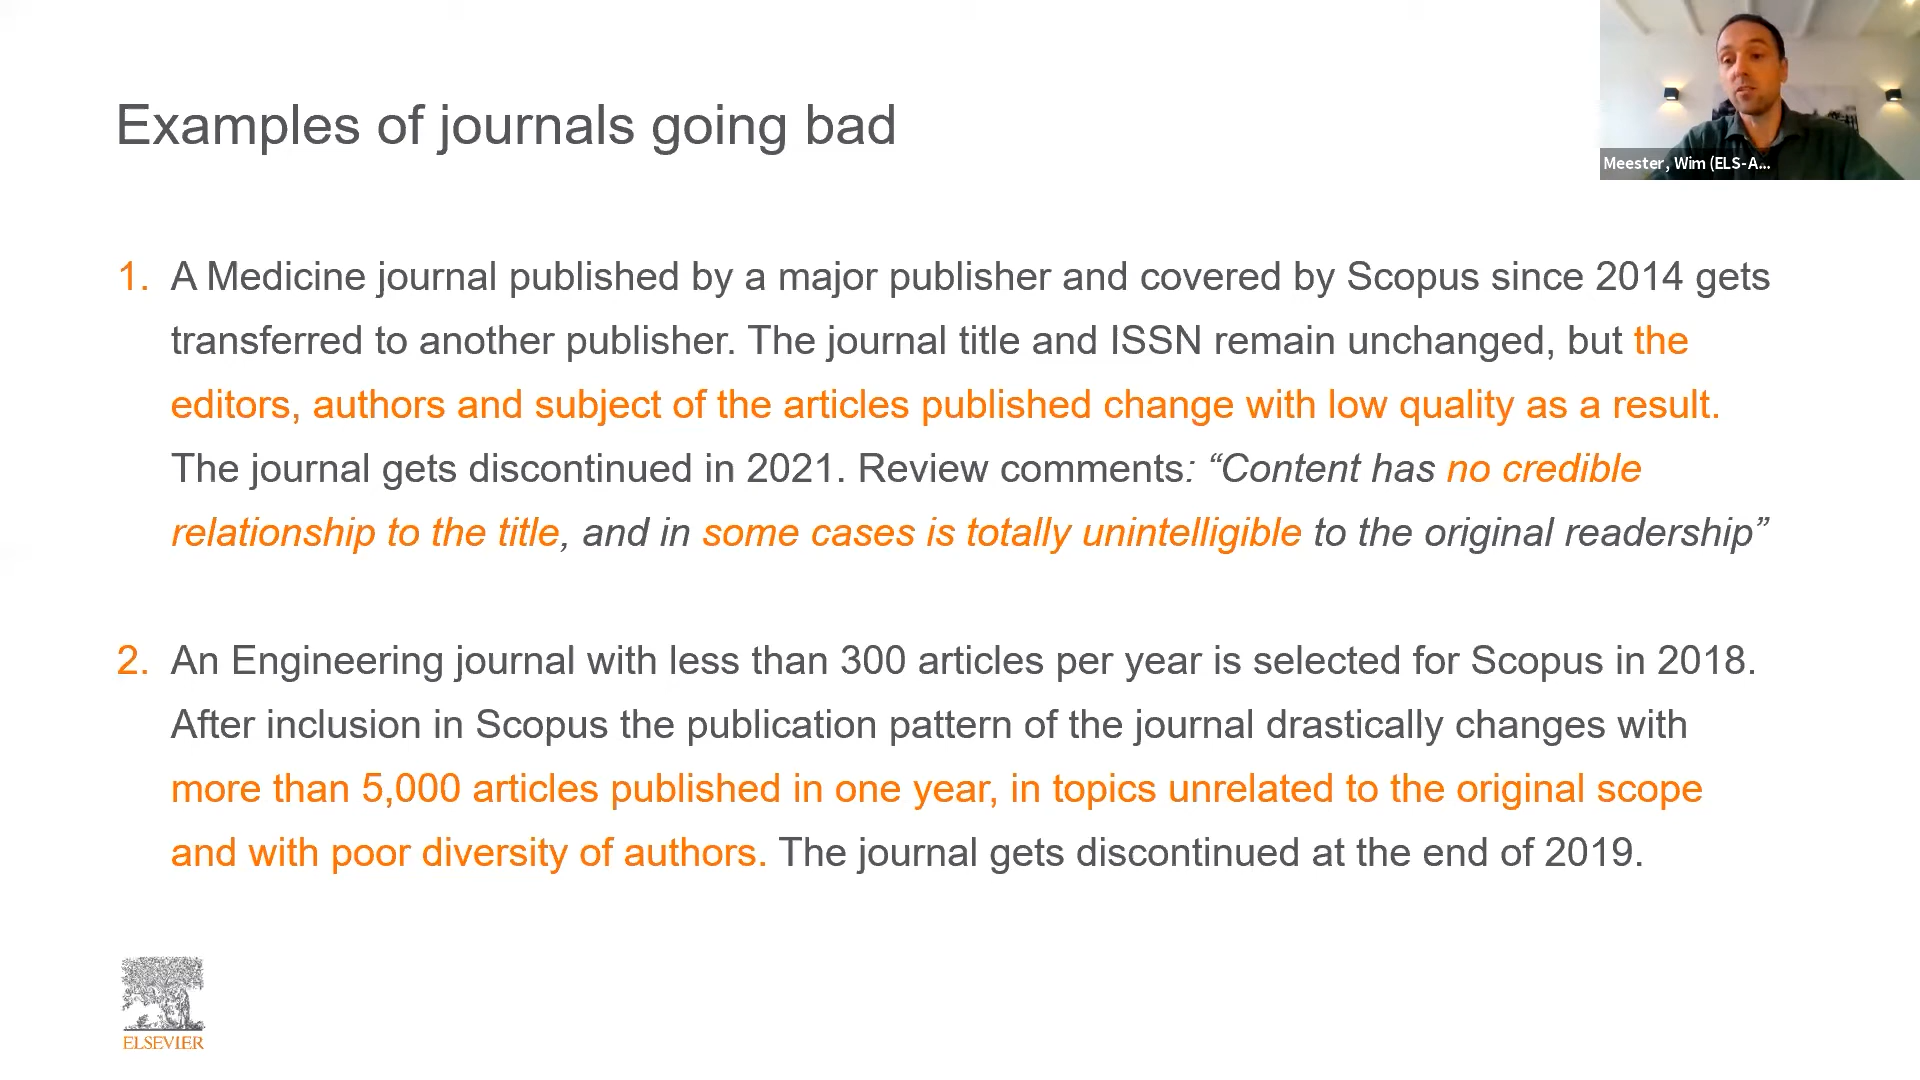 Examples of journals going bad
Meester, Wim (ELS-A...
1. A Medicine journal published by a major publisher and covered by Scopus since 2014 gets
transferred to another publisher. The journal title and ISSN remain unchanged, but the
editors, authors and subject of the articles published change with low quality as a result.
The journal gets discontinued in 2021. Review comments: “Content has no credible
relationship to the title, and in some cases is totally unintelligible to the original readership”
2. An Engineering journal with less than 300 articles per year is selected for Scopus in 2018.
After inclusion in Scopus the publication pattern of the journal drastically changes with
more than 5,000 articles published in one year, in topics unrelated to the original scope
and with poor diversity of authors. The journal gets discontinued at the end of 2019.
ELSEVIER